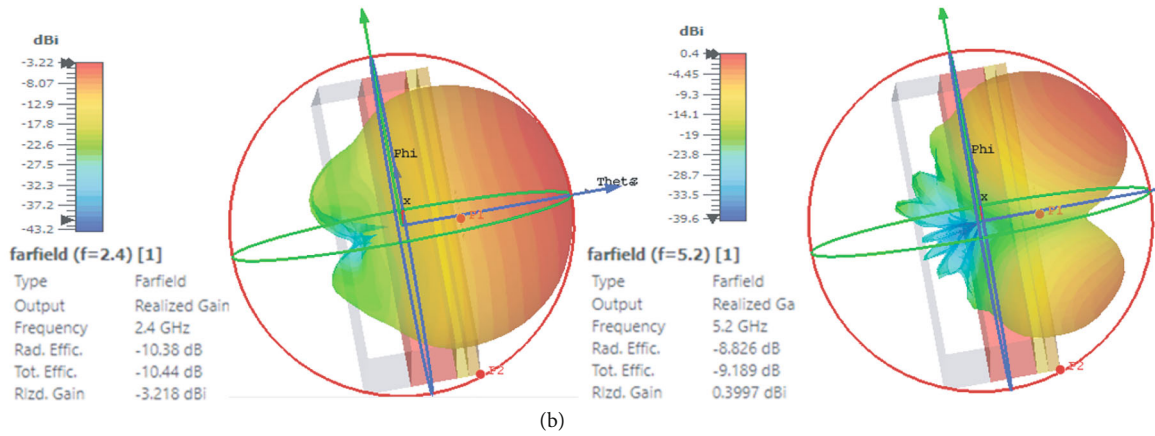 dBi
-3.22
-8.07
-12.9
-17.8
-22.6
-27.5
-32.3
-37.2
-43.2
farfield (f=2.4) [1]
Type Farfield
Output Realized Gain
Frequency 2.4 GHz
Rad. Effic. -10.38 dB
Tot. Effic. -10.44 dB
Rlzd. Gain -3.218 dBi
Phi
x
P1
P2
dBi
0.4
-4.45
-9.3
-14.1
-19
-23.8
-28.7
-33.5
-39.6
farfield (f=5.2) [1]
Type Farfield
Output Realized Ga
Frequency 5.2 GHz
Rad. Effic. -8.826 dB
Tot. Effic. -9.189 dB
Rlzd. Gain 0.3997 dBi
Phi
x
P1
P2
(b)